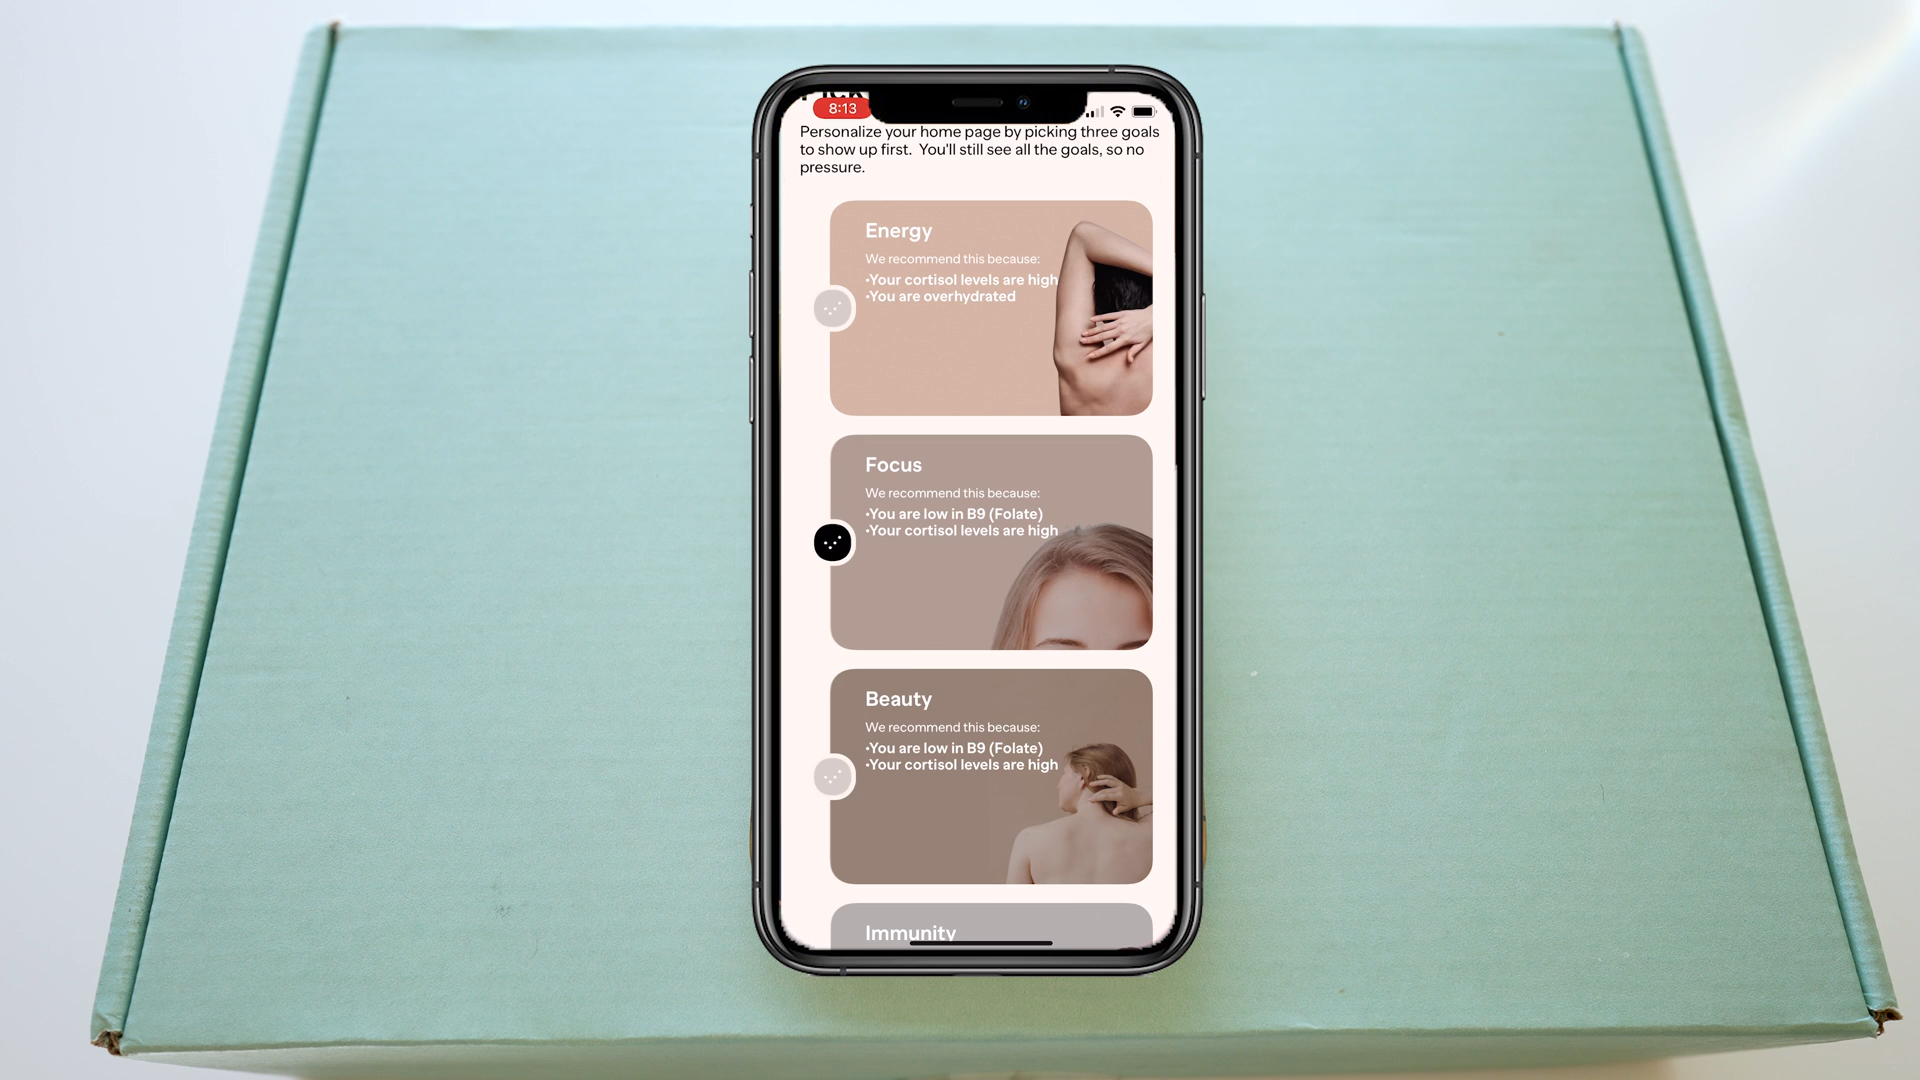 Pick
8:13
Personalize your home page by picking three goals
to show up first. You'll still see all the goals, so no
pressure.
Energy
We recommend this because:
•Your cortisol levels are high
•You are overhydrated
Focus
We recommend this because:
•You are low in B9 (Folate)
•Your cortisol levels are high
Beauty
We recommend this because:
•You are low in B9 (Folate)
•Your cortisol levels are high
Immunity